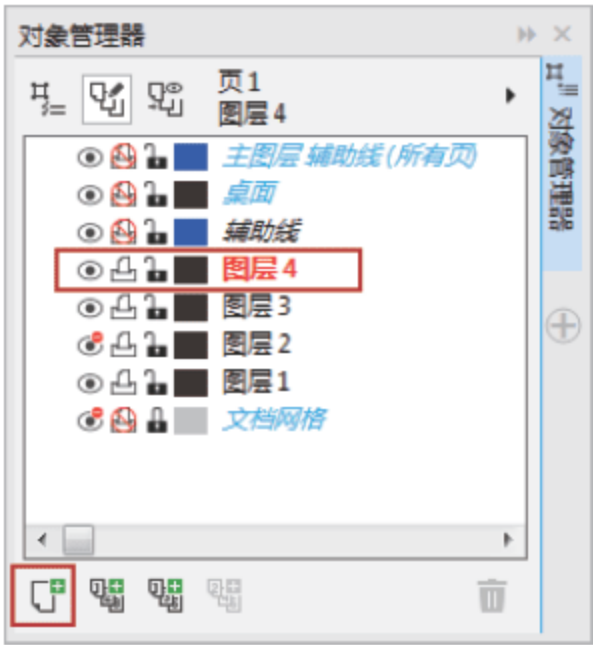 对象管理器
页1
图层4
主图层 辅助线(所有页)
桌面
辅助线
图层4
图层3
图层2
图层1
文档网格
对象管理器